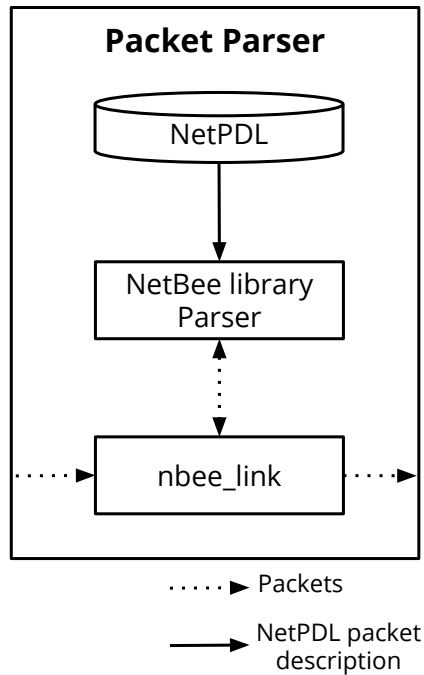 Packet Parser
NetPDL
NetBee library
Parser
nbee_link
Packets
NetPDL packet
description